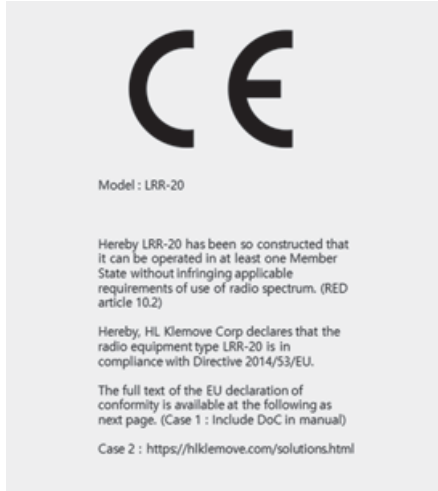 CE
Model : LRR-20
Hereby LRR-20 has been so constructed that
it can be operated in at least one Member
State without infringing applicable
requirements of use of radio spectrum. (RED
article 10.2)
Hereby, HL Klemove Corp declares that the
radio equipment type LRR-20 is in
compliance with Directive 2014/53/EU.
The full text of the EU declaration of
conformity is available at the following as
next page. (Case 1 : Include DoC in manual)
Case 2 : https://hlklemove.com/solutions.html